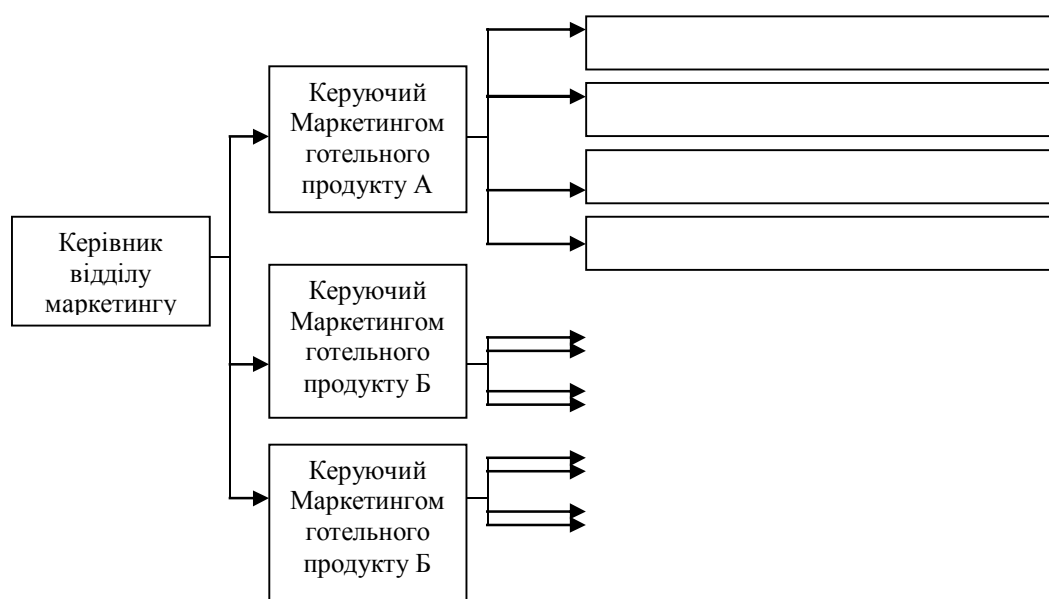 Керуючий
Маркетингом
готельного
продукту А
Керівник
відділу
маркетингу
Керуючий
Маркетингом
готельного
продукту Б
Керуючий
Маркетингом
готельного
продукту Б